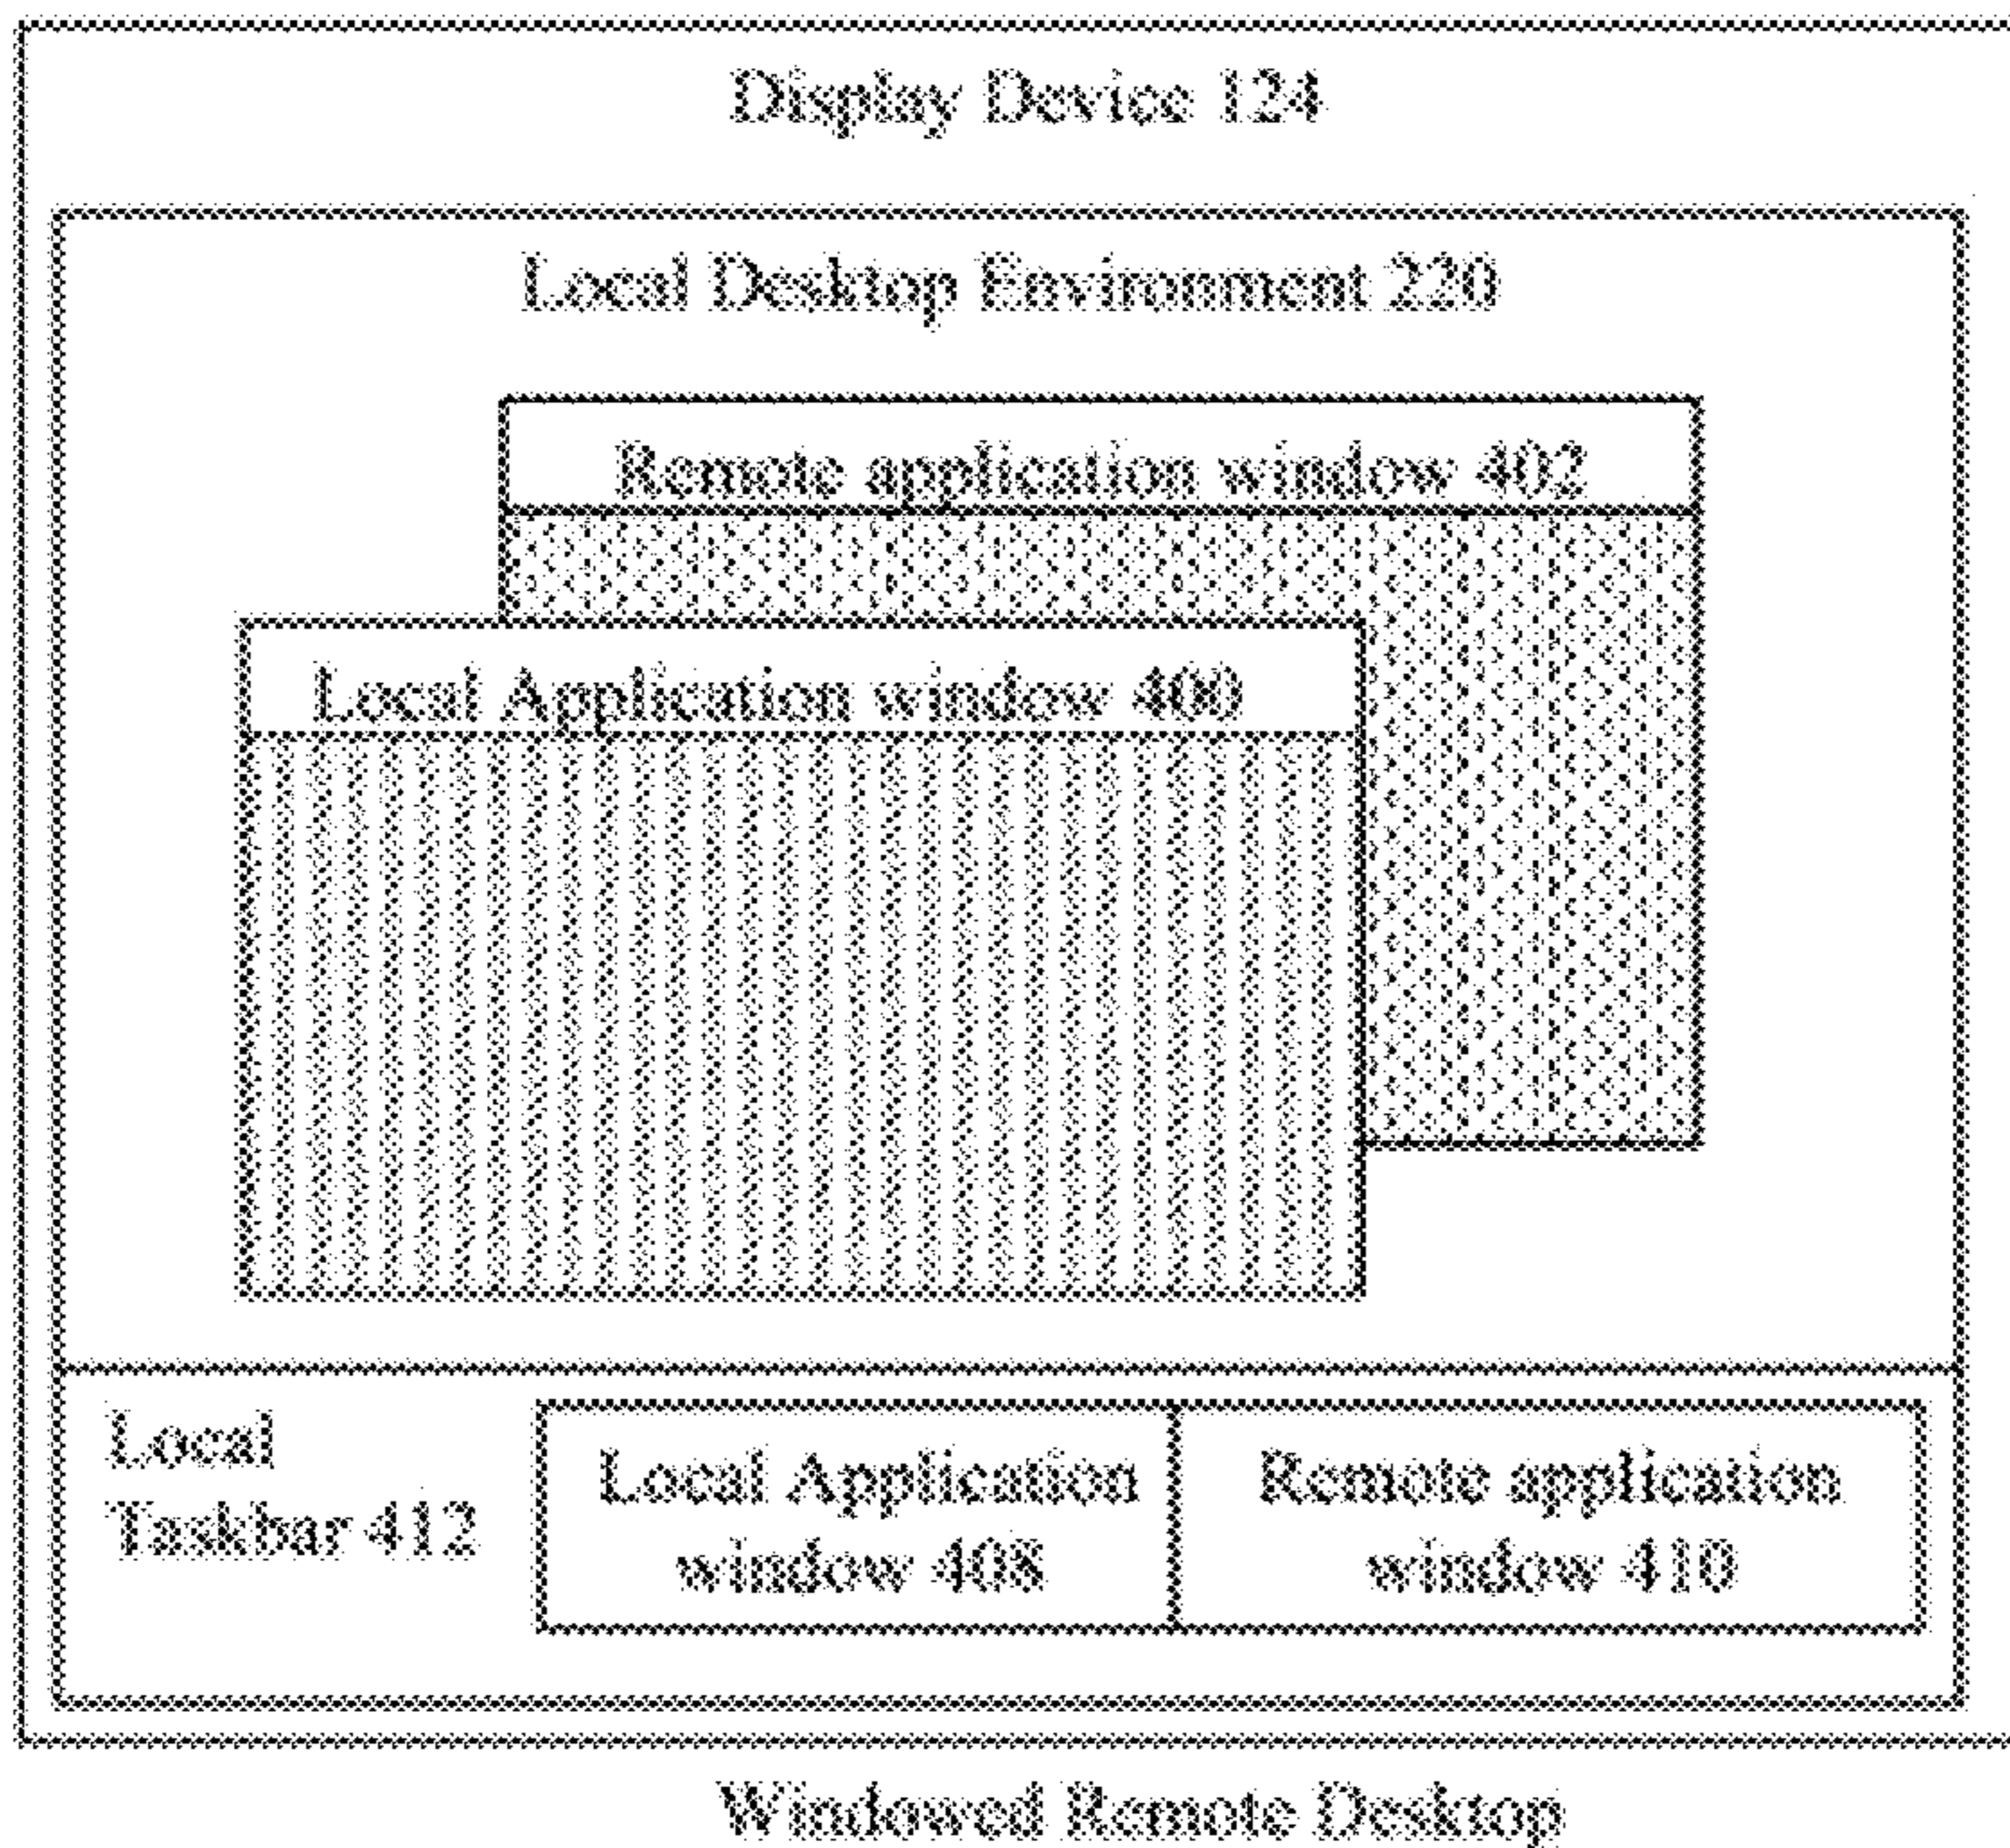 Display Device 124
Local Desktop Environment 220
Remote application window 402
Local Application window 400
Local
Taskbar 412
Local Application
window 408
Remote application
window 410
Windowed Remote Desktop